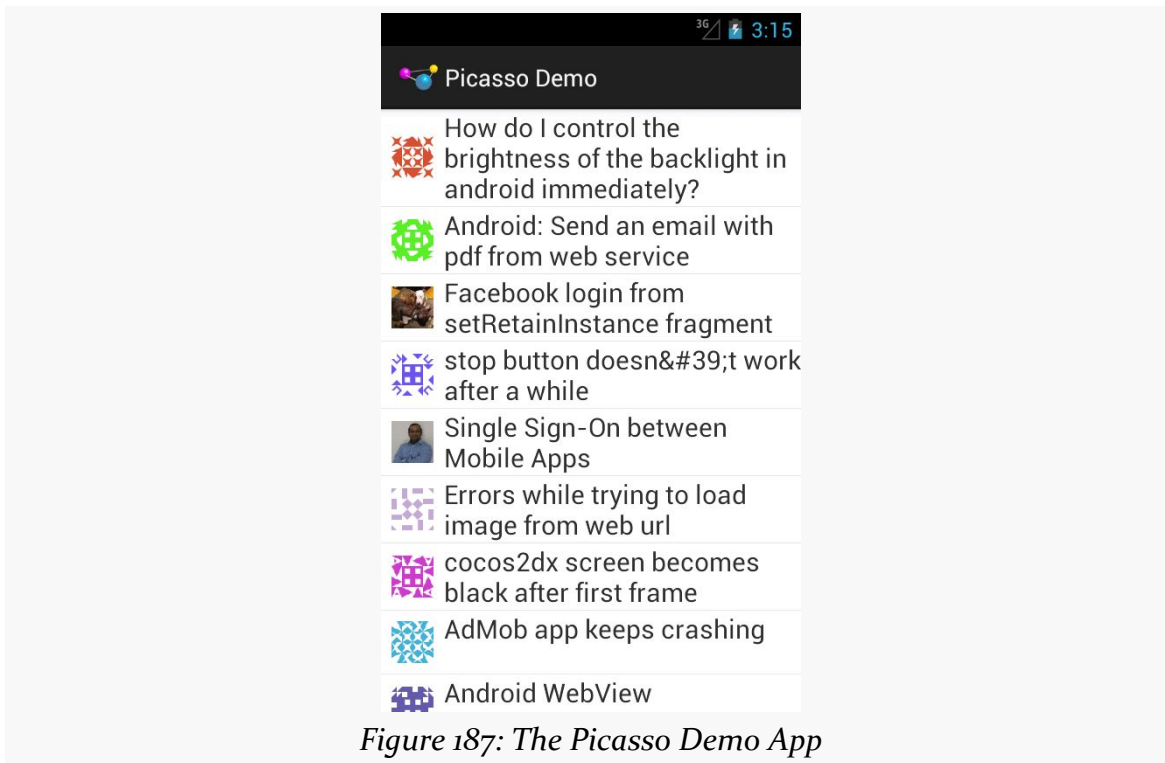 3G 3:15
Picasso Demo
How do I control the
brightness of the backlight in
android immediately?
Android: Send an email with
pdf from web service
Facebook login from
setRetainInstance fragment
stop button doesn&#39;t work
after a while
Single Sign-On between
Mobile Apps
Errors while trying to load
image from web url
cocos2dx screen becomes
black after first frame
AdMob app keeps crashing
Android WebView
Figure 187: The Picasso Demo App